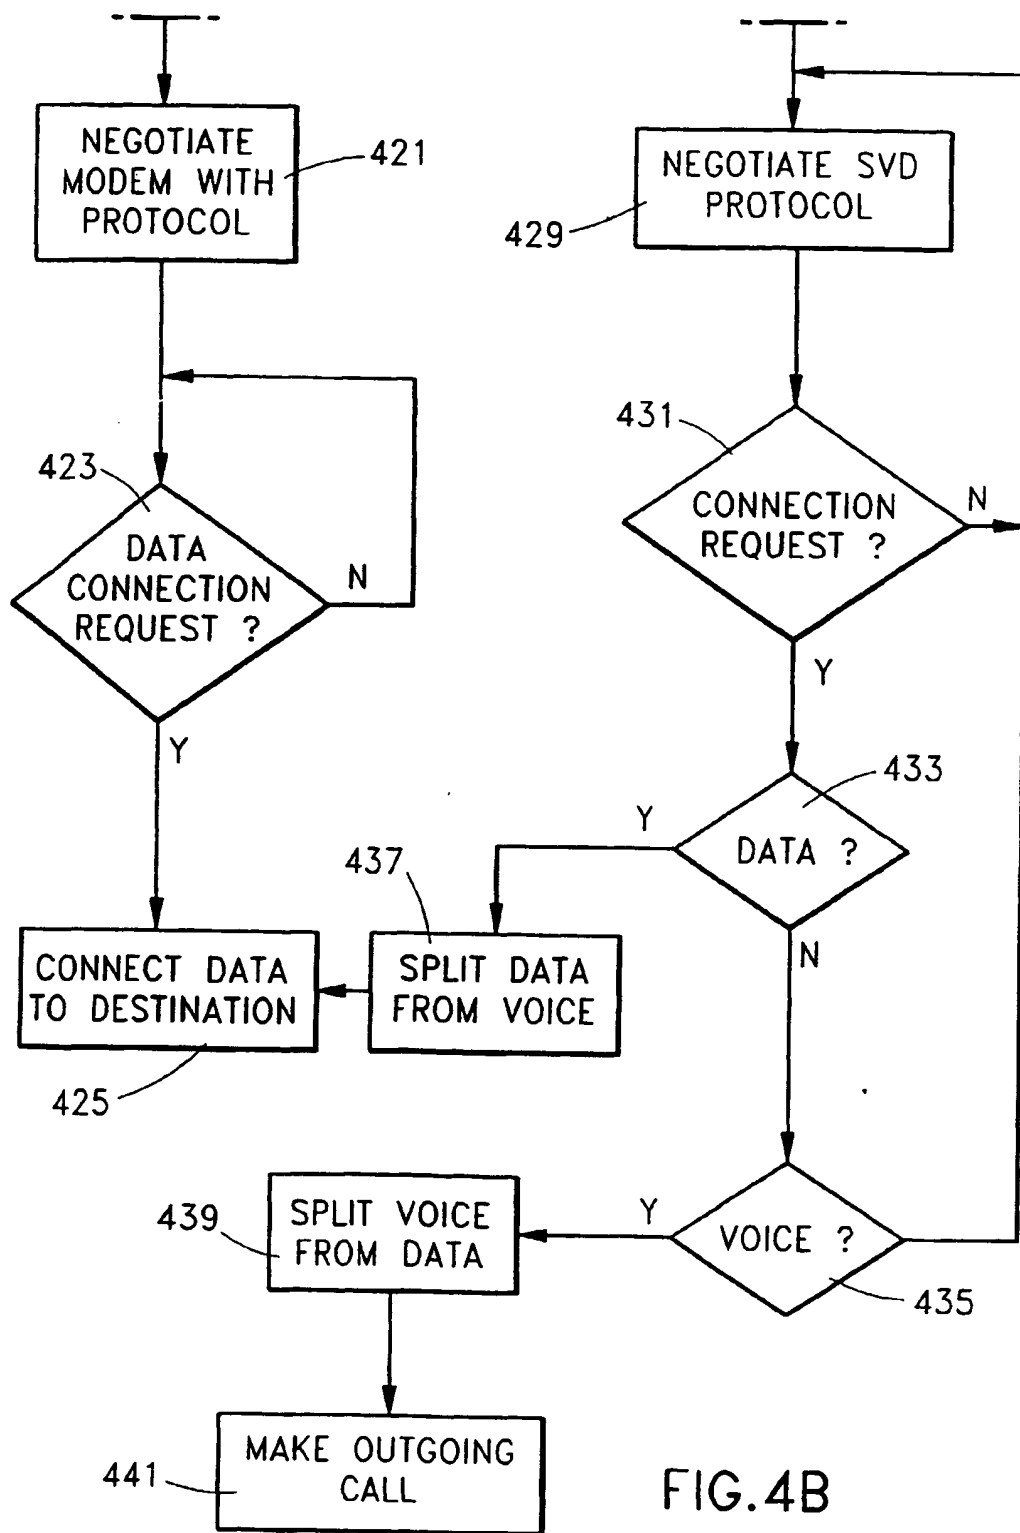 NEGOTIATE
MODEM WITH
PROTOCOL
421
423
DATA
CONNECTION
REQUEST ?
N
Y
CONNECT DATA
TO DESTINATION
425
NEGOTIATE SVD
PROTOCOL
429
431
CONNECTION
REQUEST ?
N
Y
433
DATA ?
Y
N
437
SPLIT DATA
FROM VOICE
VOICE ?
Y
435
439
SPLIT VOICE
FROM DATA
441
MAKE OUTGOING
CALL
FIG.4B